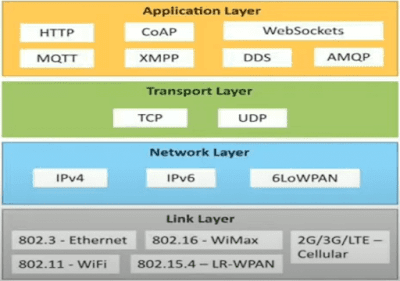 Application Layer
HTTP CoAP WebSockets
MQTT XMPP DDS AMQP
Transport Layer
TCP UDP
Network Layer
IPv4 IPv6 6LoWPAN
Link Layer
802.3 - Ethernet 802.16 - WiMax 2G/3G/LTE –
Cellular
802.11 - WiFi 802.15.4 – LR-WPAN